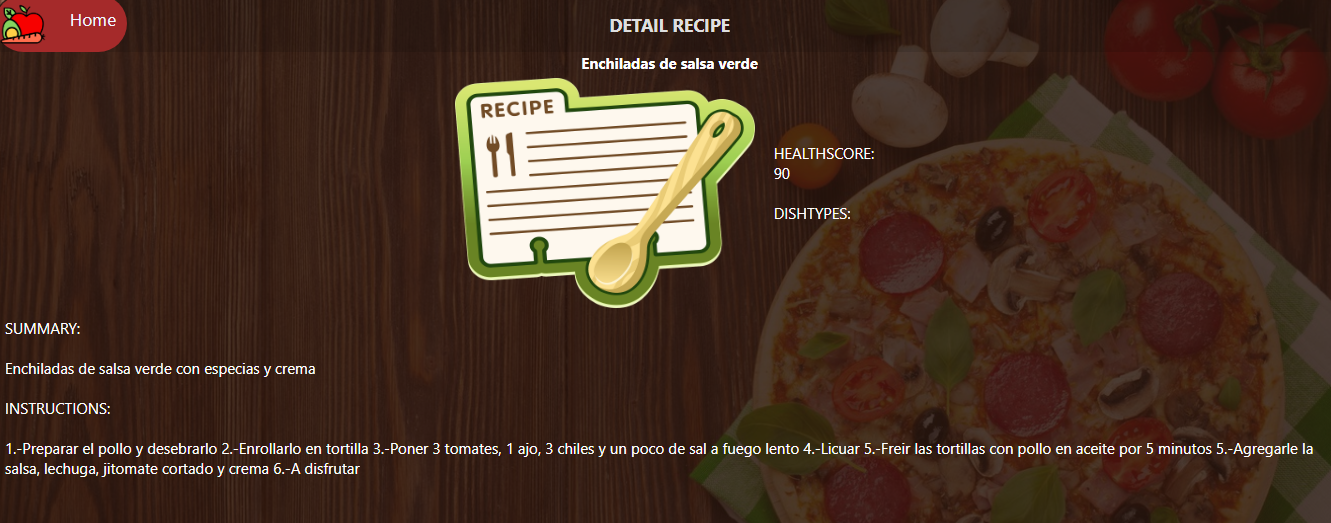 Home
DETAIL RECIPE
Enchiladas de salsa verde
RECIPE
HEALTHSCORE:
90
DISHTYPES:
SUMMARY:
Enchiladas de salsa verde con especias y crema
INSTRUCTIONS:
1.-Preparar el pollo y desebrarlo 2.-Enrollarlo en tortilla 3.-Poner 3 tomates, 1 ajo, 3 chiles y un poco de sal a fuego lento 4.-Licuar 5.-Freir las tortillas con pollo en aceite por 5 minutos 5.-Agregarle la
salsa, lechuga, jitomate cortado y crema 6.-A disfrutar